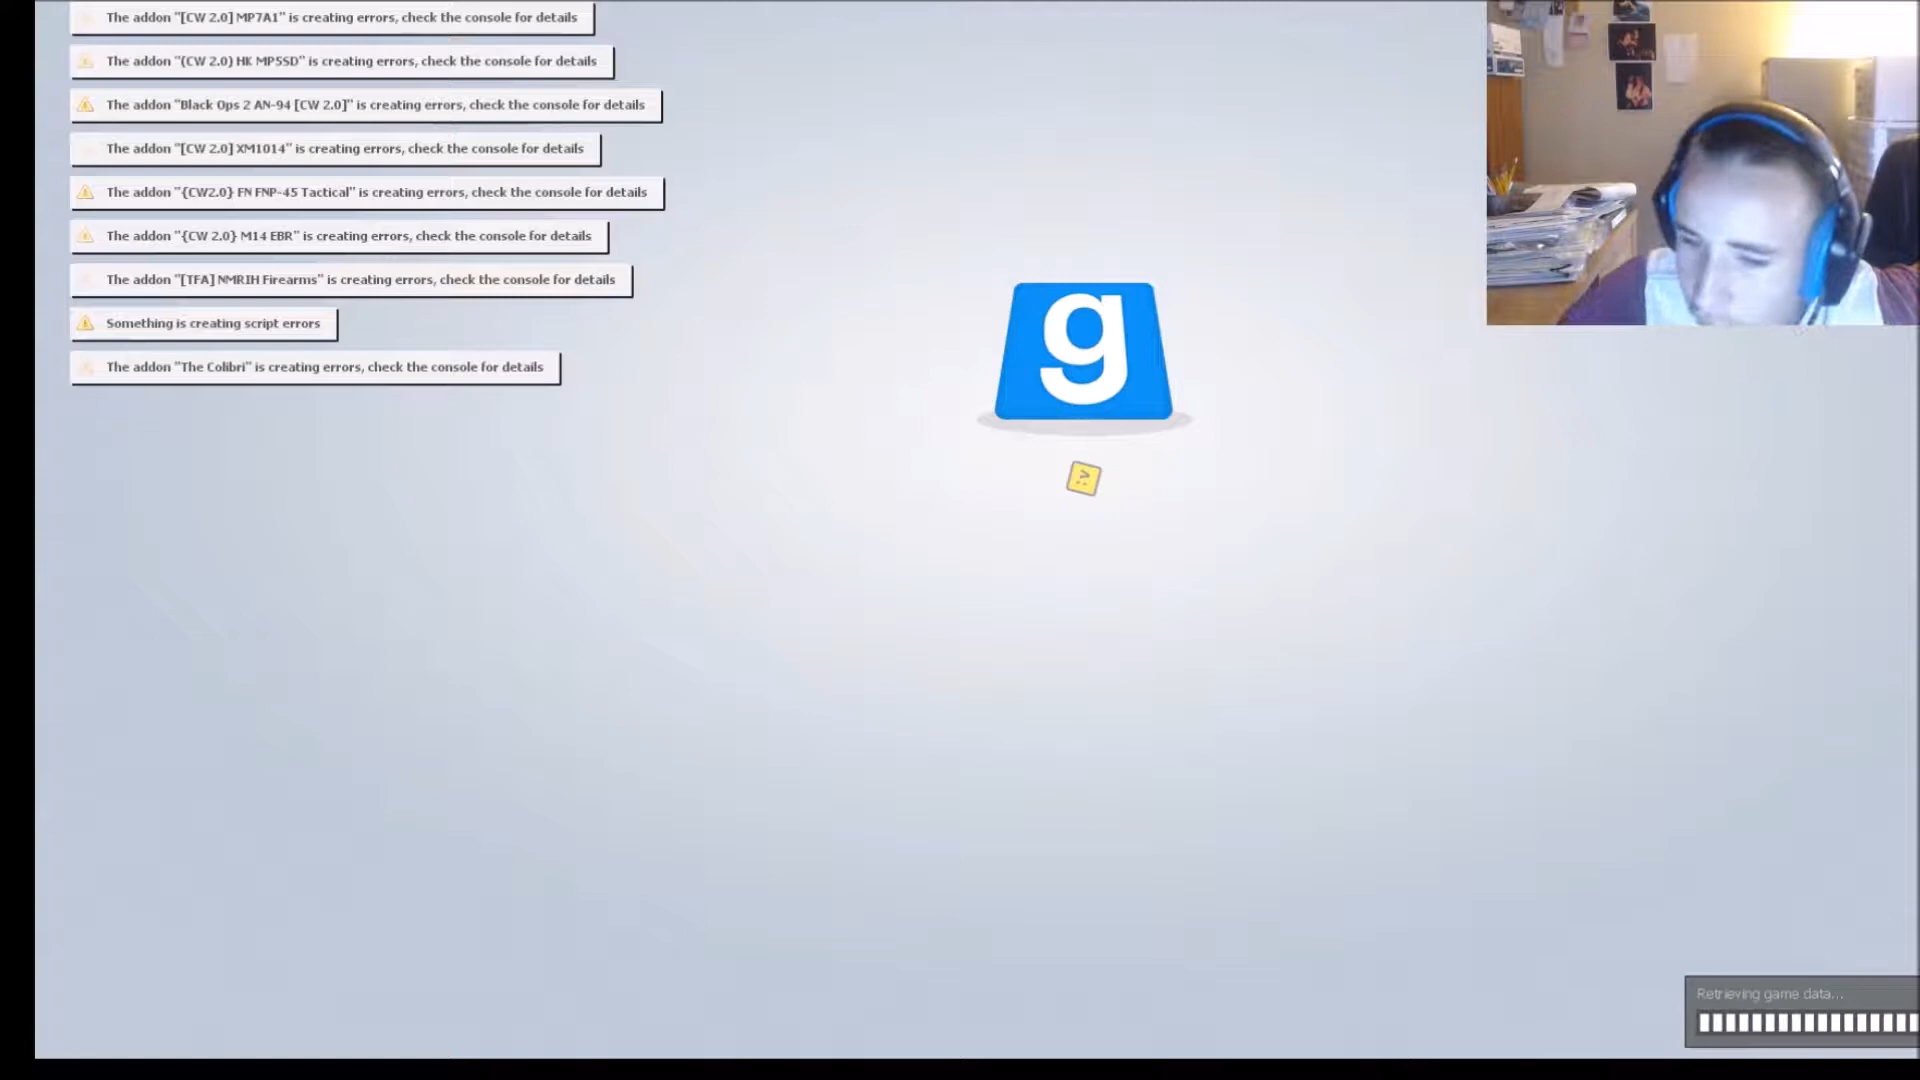 The addon "[CW 2.0] MP7A1" is creating errors, check the console for details
The addon "(CW 2.0) HK MP5SD" is creating errors, check the console for details
The addon "Black Ops 2 AN-94 [CW 2.0]" is creating errors, check the console for details
The addon "[CW 2.0] XM1014" is creating errors, check the console for details
The addon "{CW2.0} FN FNP-45 Tactical" is creating errors, check the console for details
The addon "{CW 2.0} M14 EBR" is creating errors, check the console for details
The addon "[TFA] NMRIH Firearms" is creating errors, check the console for details
Something is creating script errors
The addon "The Colibri" is creating errors, check the console for details
g
Retrieving game data...